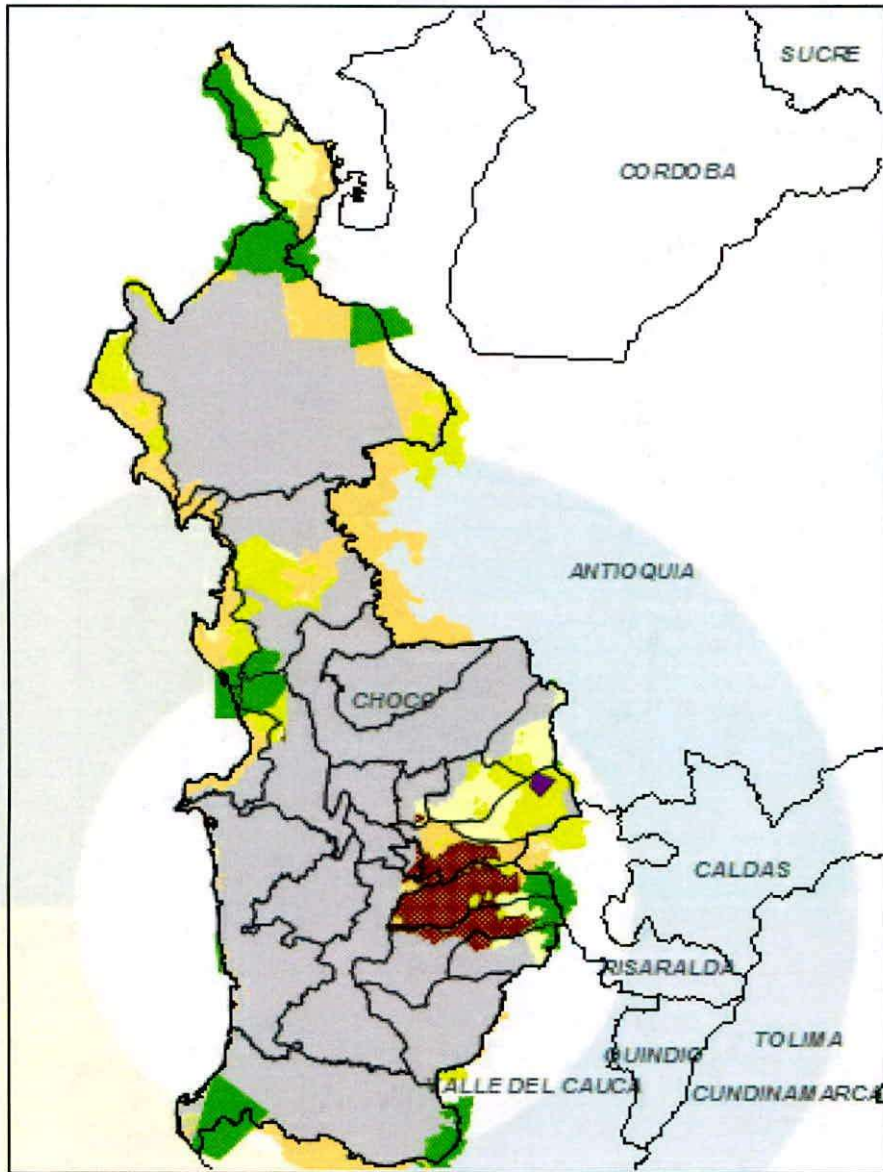 SUCRE
CORDOBA
ANTIOQUIA
CHOCO
CALDAS
RISARALDA
TOLIMA
QUINDIO
VALLE DEL CAUCA
CUNDINAMARCA